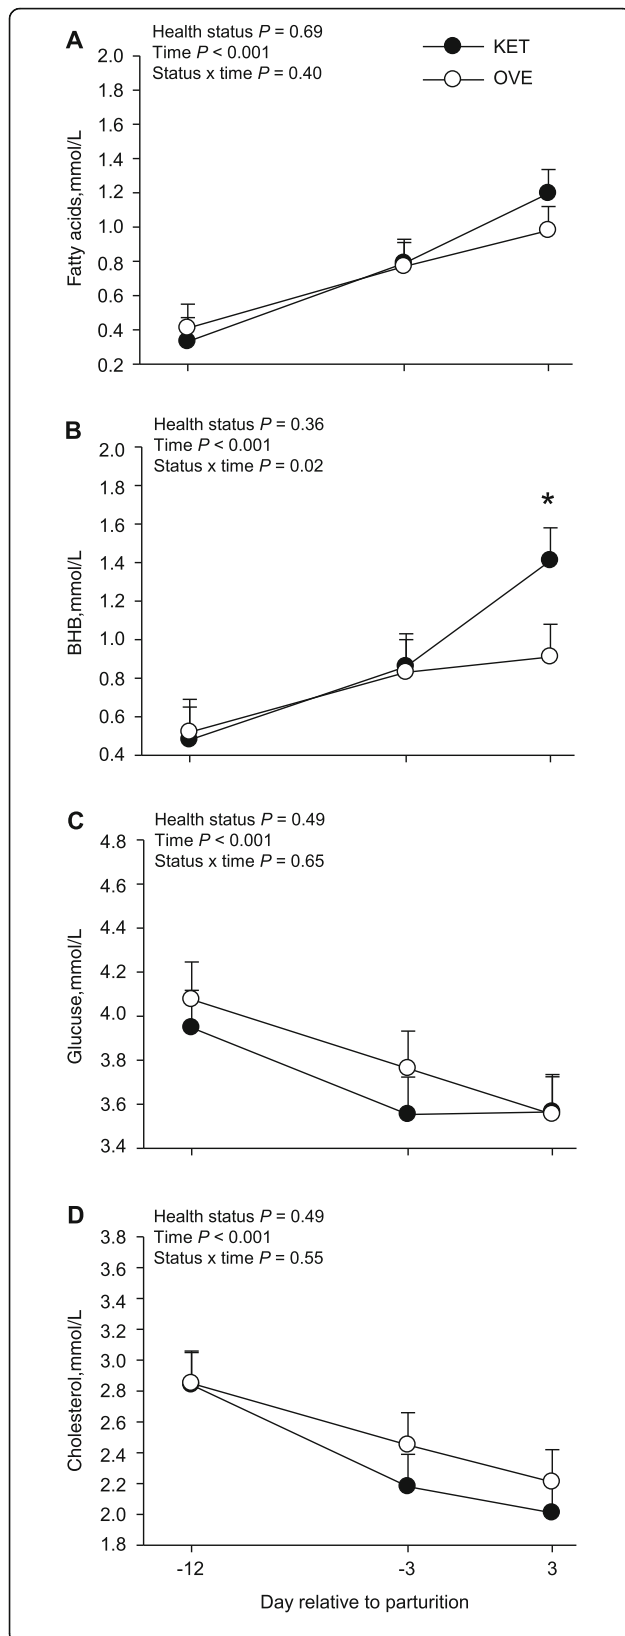 A
Health status P = 0.69
Time P < 0.001
Status x time P = 0.40
KET
OVE
2.0
1.8
1.6
1.4
1.2
1.0
0.8
0.6
0.4
0.2
Fatty acids,mmol/L
B
Health status P = 0.36
Time P < 0.001
Status x time P = 0.02
2.0
1.8
1.6
1.4
1.2
1.0
0.8
0.6
0.4
BHB,mmol/L
*
C
Health status P = 0.49
Time P < 0.001
Status x time P = 0.65
4.8
4.6
4.4
4.2
4.0
3.8
3.6
3.4
Glucuse,mmol/L
D
Health status P = 0.49
Time P < 0.001
Status x time P = 0.55
3.8
3.6
3.4
3.2
3.0
2.8
2.6
2.4
2.2
2.0
1.8
Cholesterol,mmol/L
-12 -3 3
Day relative to parturition